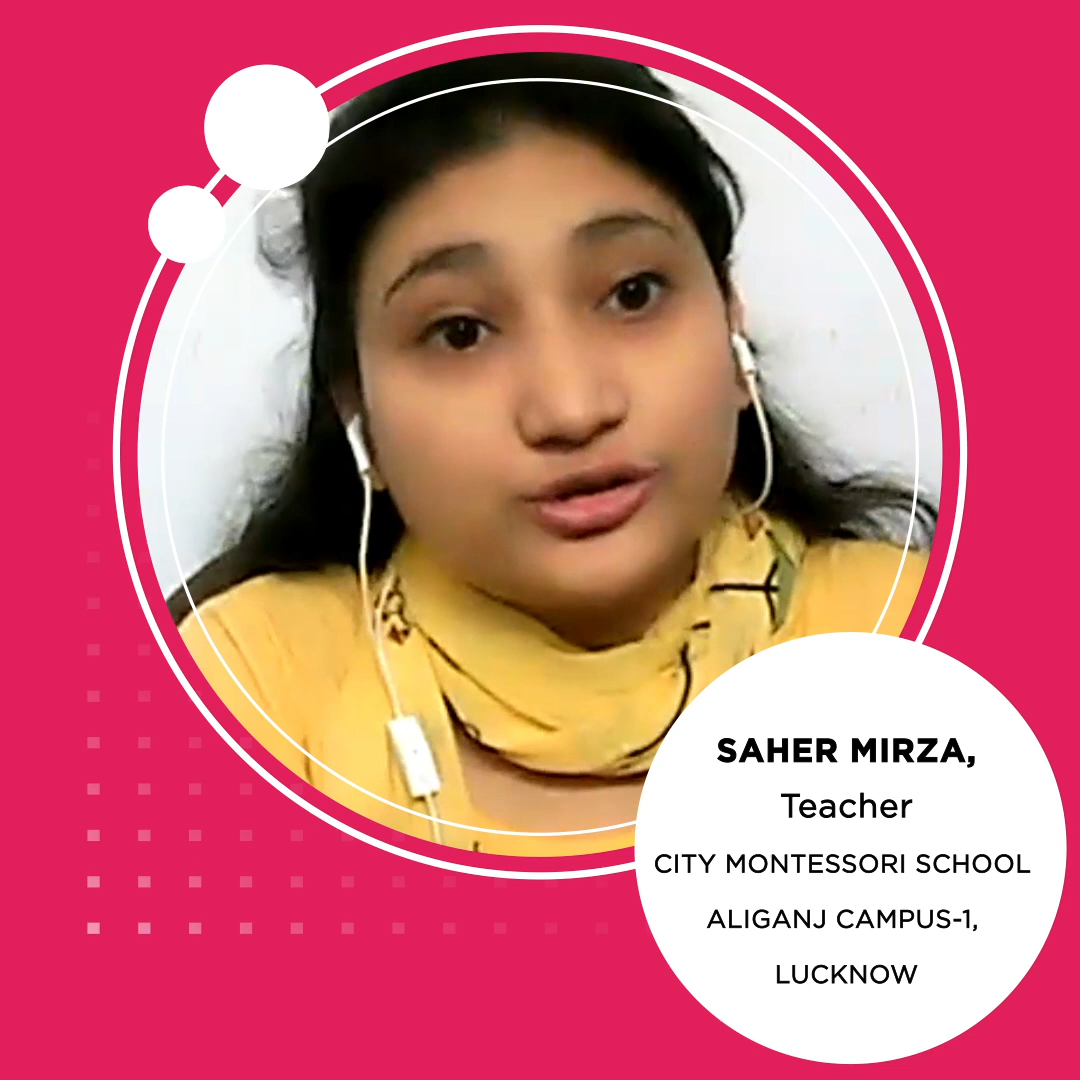 SAHER MIRZA,
Teacher
CITY MONTESSORI SCHOOL
ALIGANJ CAMPUS-1,
LUCKNOW